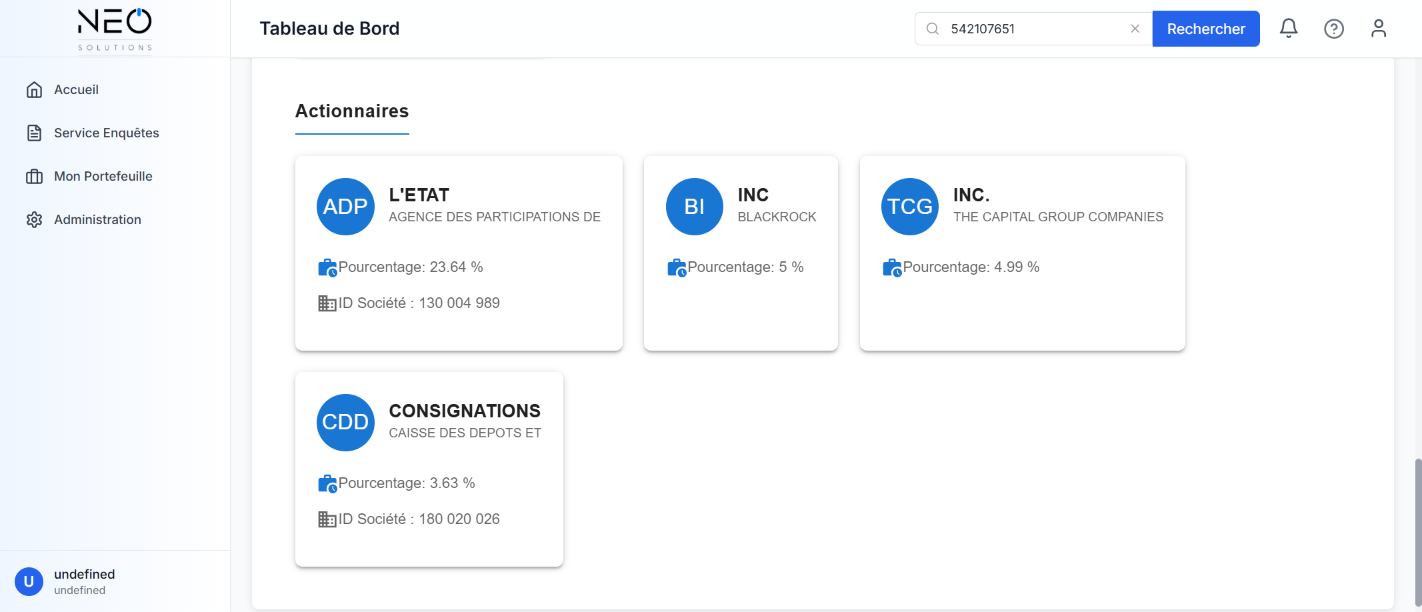 NEO
SOLUTIONS
Tableau de Bord
542107651
Rechercher
Accueil
Service Enquêtes
Mon Portefeuille
Administration
Actionnaires
ADP
L'ETAT
AGENCE DES PARTICIPATIONS DE
Pourcentage: 23.64 %
ID Société : 130 004 989
BI
INC
BLACKROCK
Pourcentage: 5 %
TCG
INC.
THE CAPITAL GROUP COMPANIES
Pourcentage: 4.99 %
CDD
CONSIGNATIONS
CAISSE DES DEPOTS ET
Pourcentage: 3.63 %
ID Société : 180 020 026
U
undefined
undefined